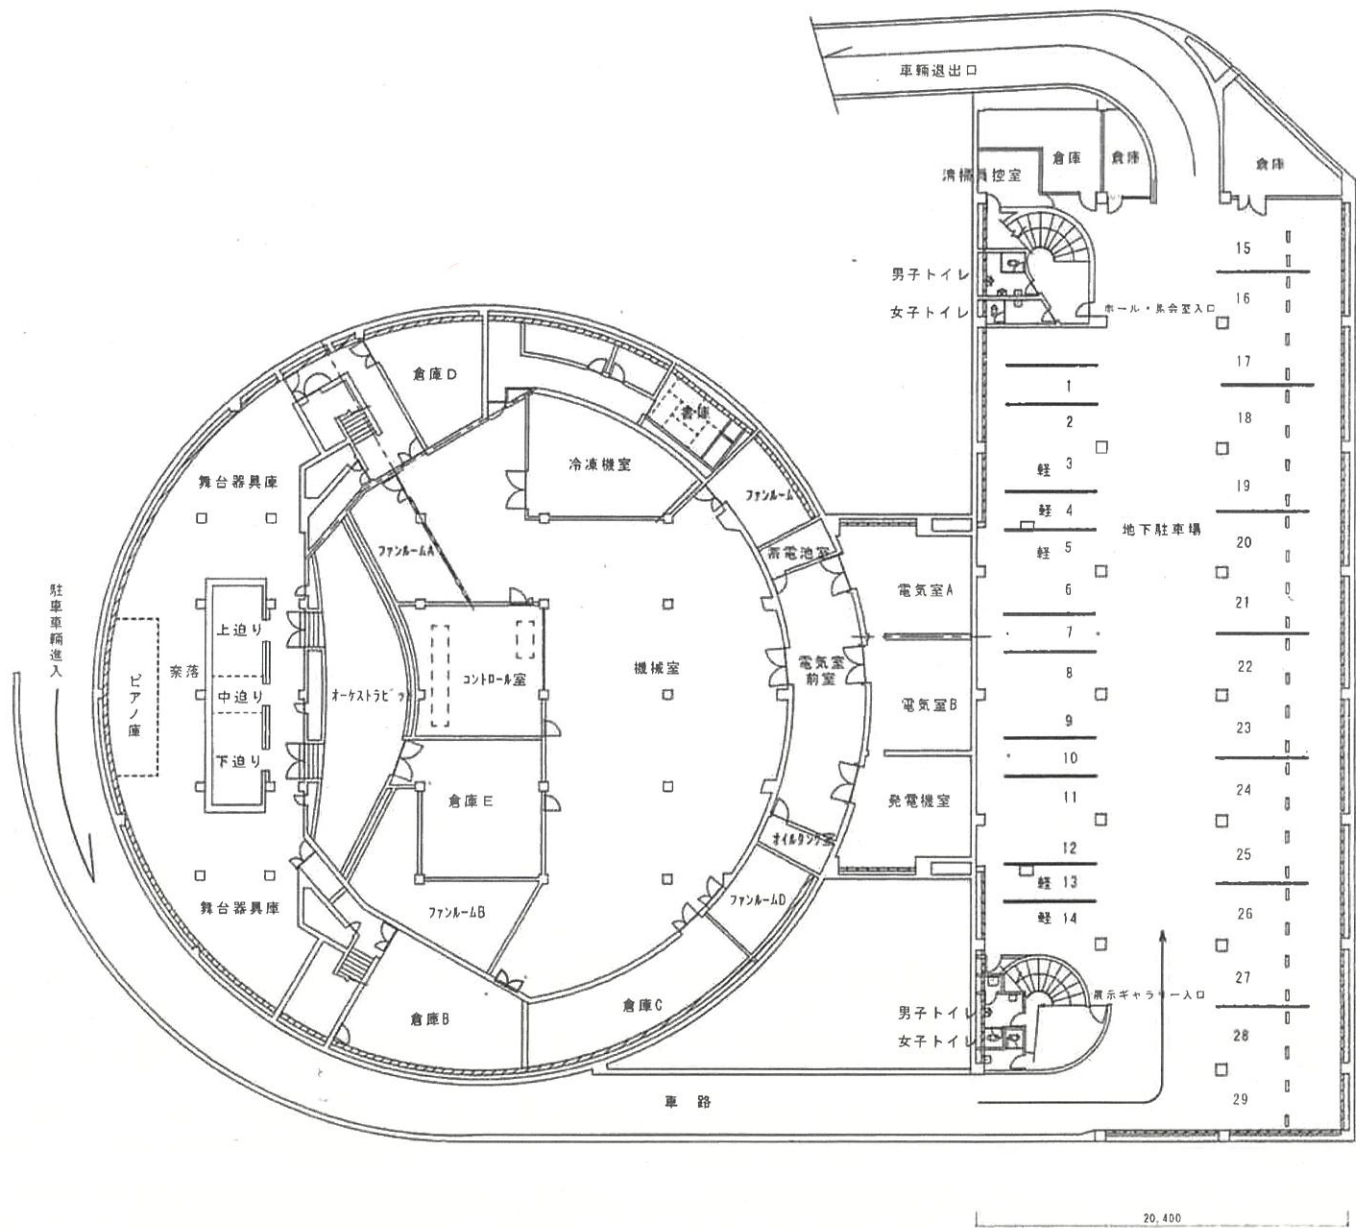 車輌退出口
倉庫
倉庫
倉庫
清掃員控室
男子トイレ
女子トイレ
ホール・集会室入口
15
16
17
18
19
20
21
22
23
24
25
26
27
28
29
1
2
軽 3
軽 4
軽 5
6
7
8
9
10
11
12
軽 13
軽 14
地下駐車場
倉庫D
書庫
冷凍機室
舞台器具庫
ファンルーム
ファンルームA
蓄電池室
電気室A
駐車車輌進入
上迫り
奈落
中迫り
下迫り
ピアノ庫
オーケストラピット
コントロール室
機械室
電気室
前室
電気室B
倉庫E
発電機室
オイルタンク室
舞台器具庫
ファンルームB
ファンルームD
倉庫B
倉庫C
展示ギャラリー入口
男子トイレ
女子トイレ
車 路
20,400